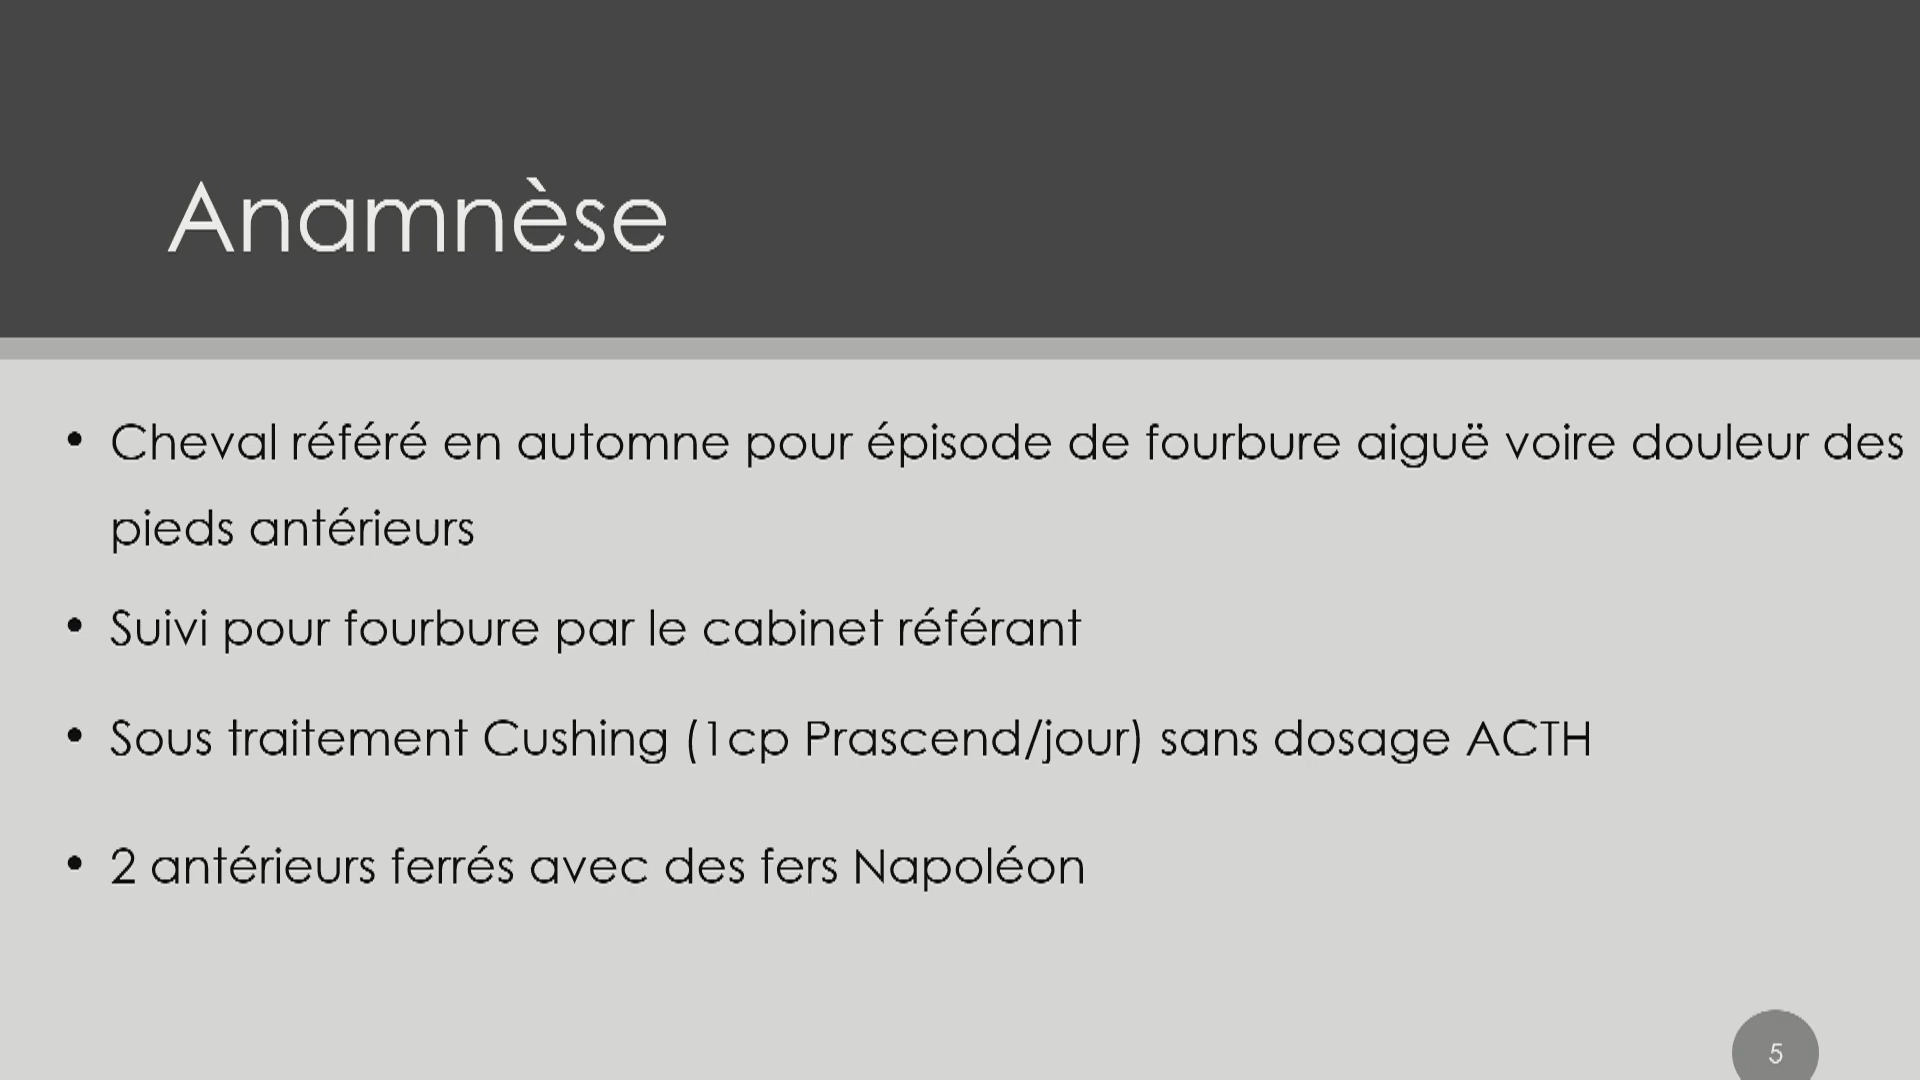 Anamnèse
• Cheval référé en automne pour épisode de fourbure aiguë voire douleur des
pieds antérieurs
• Suivi pour fourbure par le cabinet référant
• Sous traitement Cushing (1cp Prascend/jour) sans dosage ACTH
• 2 antérieurs ferrés avec des fers Napoléon
5